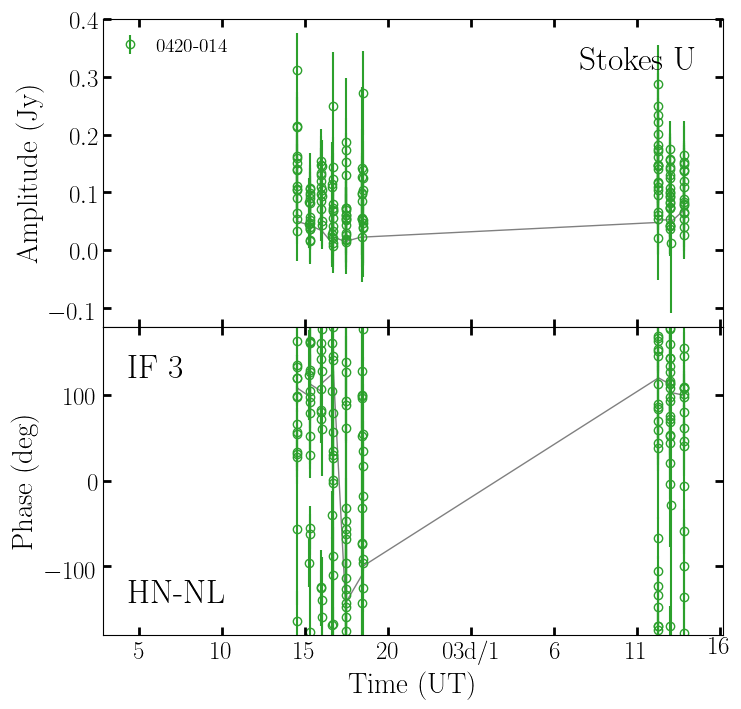 0.4
0420-014
Stokes U
0.3
0.2
0.1
0.0
−0.1
Amplitude (Jy)
IF 3
100
0
−100
Phase (deg)
HN-NL
5 10 15 20 03d/1 6 11 16
Time (UT)